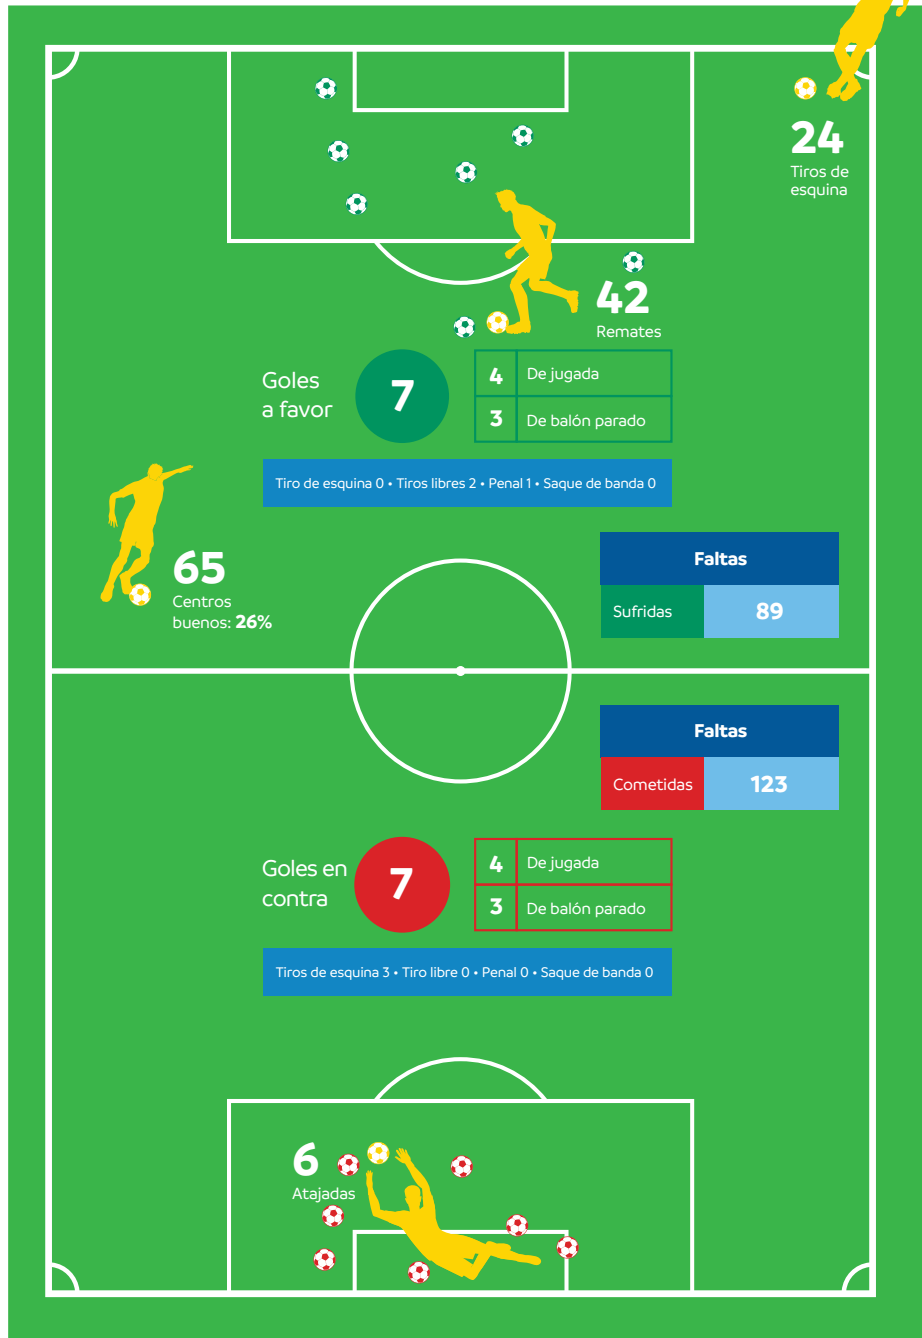 24
Tiros de
esquina
42
Remates
Goles
a favor
7
4 De jugada
3 De balón parado
Tiro de esquina 0 • Tiros libres 2 • Penal 1 • Saque de banda 0
65
Centros
buenos: 26%
Faltas
Sufridas 89
Faltas
Cometidas 123
Goles en
contra
7
4 De jugada
3 De balón parado
Tiros de esquina 3 • Tiro libre 0 • Penal 0 • Saque de banda 0
6
Atajadas